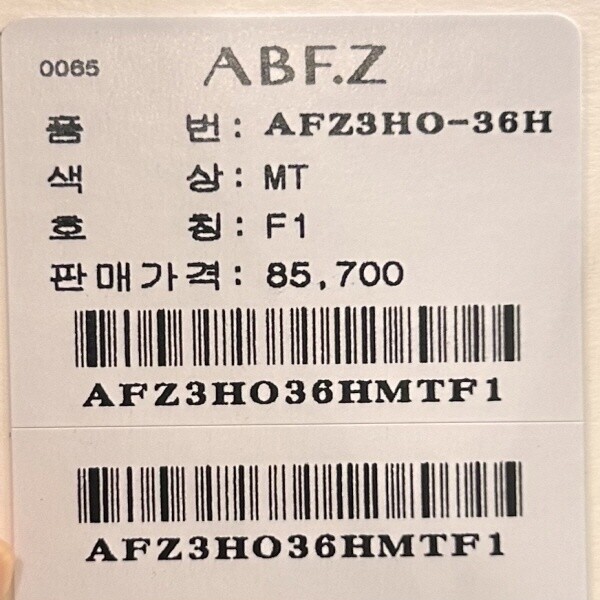 0065 ABF.Z
품 번: AFZ3HO-36H
색 상: MT
호 칭: F1
판매가격: 85,700
AFZ3HO36HMTF1
AFZ3HO36HMTF1